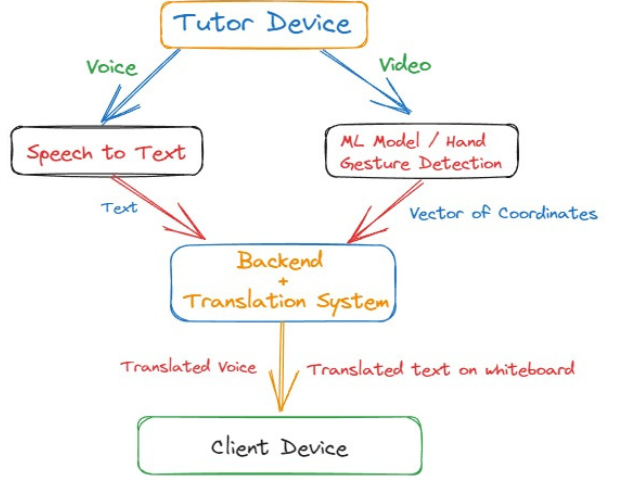 Tutor Device
Voice
Video
Speech to Text
ML Model / Hand
Gesture Detection
Text
Vector of Coordinates
Backend
+
Translation System
Translated Voice
Translated text on whiteboard
Client Device